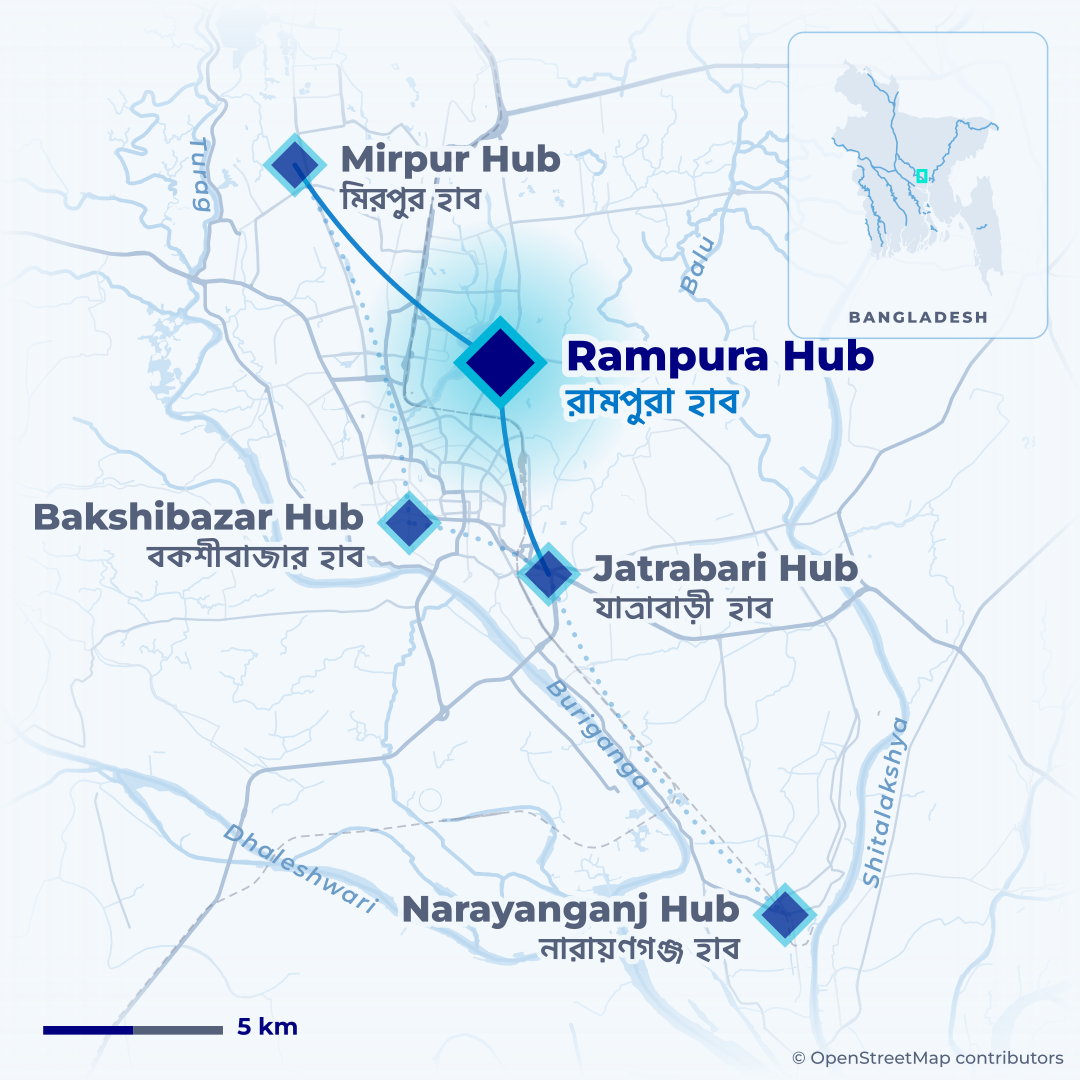 Turag
Mirpur Hub
মিরপুর হাব
Balu
BANGLADESH
Rampura Hub
রামপুরা হাব
Bakshibazar Hub
বকশীবাজার হাব
Jatrabari Hub
যাত্রাবাড়ী হাব
Buriganga
Shitalakshya
Dhaleshwari
Narayanganj Hub
নারায়ণগঞ্জ হাব
5 km
© OpenStreetMap contributors